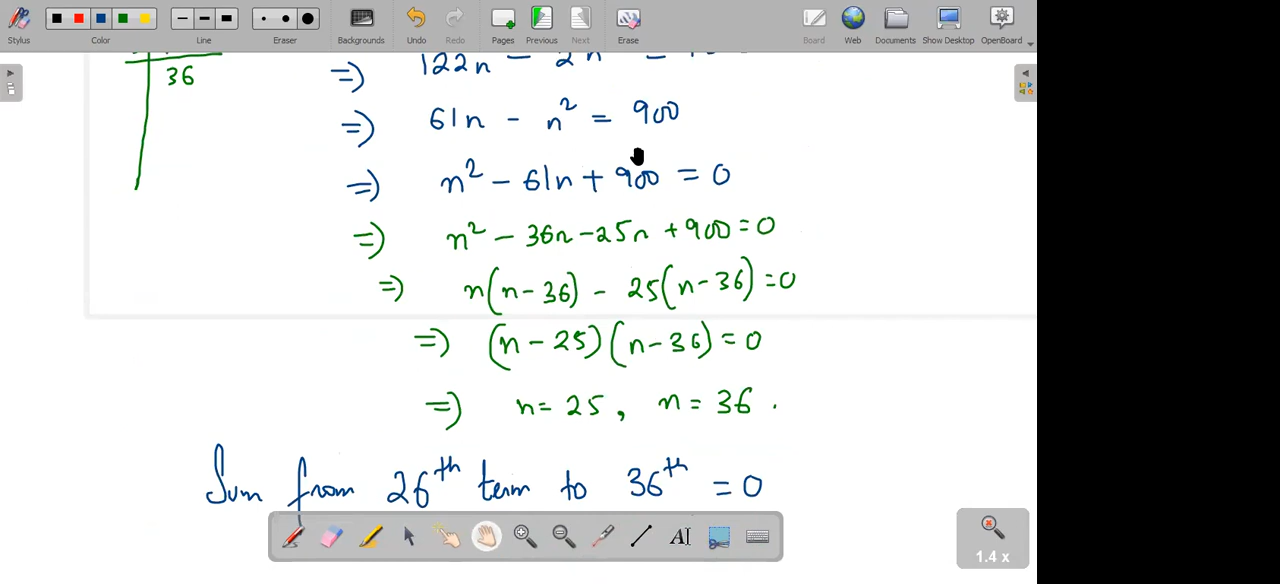 Stylus Color Line Eraser Backgrounds Undo Redo Pages Previous Next Erase Board Web Documents Show Desktop OpenBoard
36
=> 122n - 2n
=> 61n - n² = 900
=> n² - 61n + 900 = 0
=> n² - 36n - 25n + 900 = 0
=> n(n-36) - 25(n-36) = 0
=> (n-25)(n-36) = 0
=> n = 25, n = 36.
Sum from 26th term to 36th = 0
1.4 x